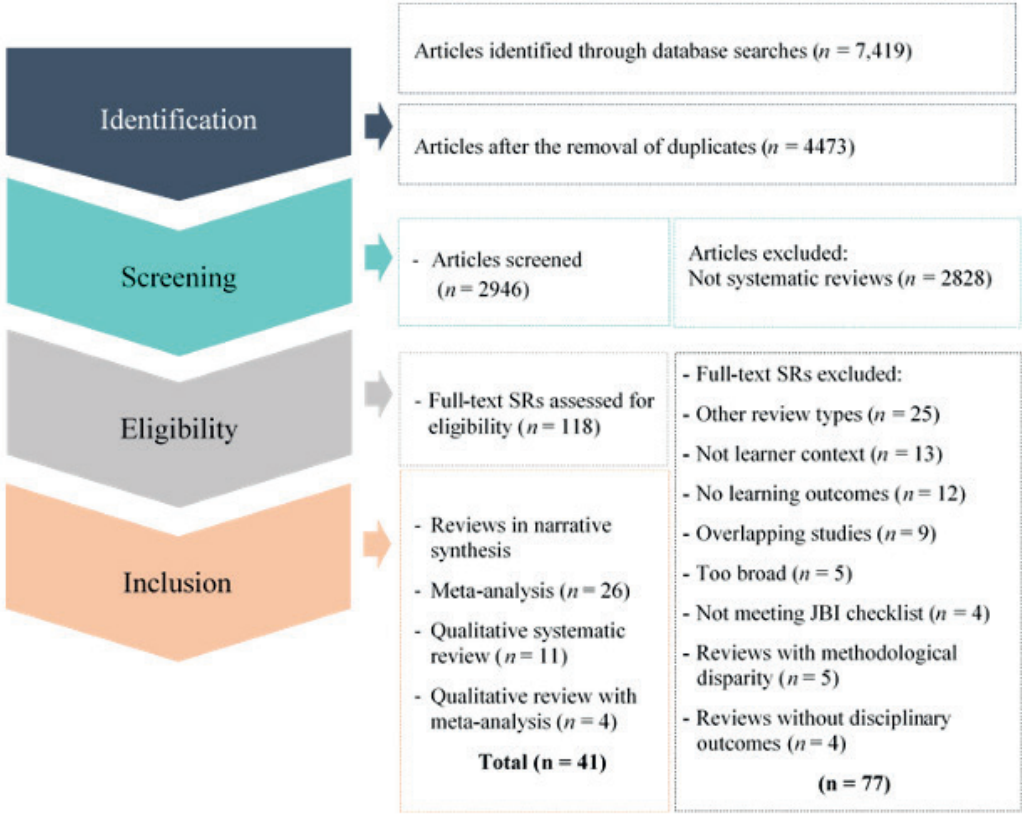 Identification
Articles identified through database searches (n = 7,419)
Articles after the removal of duplicates (n = 4473)
Screening
- Articles screened
(n = 2946)
Articles excluded:
Not systematic reviews (n = 2828)
Eligibility
- Full-text SRs assessed for
eligibility (n = 118)
Inclusion
- Reviews in narrative
synthesis
- Meta-analysis (n = 26)
- Qualitative systematic
review (n = 11)
- Qualitative review with
meta-analysis (n = 4)
Total (n = 41)
- Full-text SRs excluded:
- Other review types (n = 25)
- Not learner context (n = 13)
- No learning outcomes (n = 12)
- Overlapping studies (n = 9)
- Too broad (n = 5)
- Not meeting JBI checklist (n = 4)
- Reviews with methodological
disparity (n = 5)
- Reviews without disciplinary
outcomes (n = 4)
(n = 77)